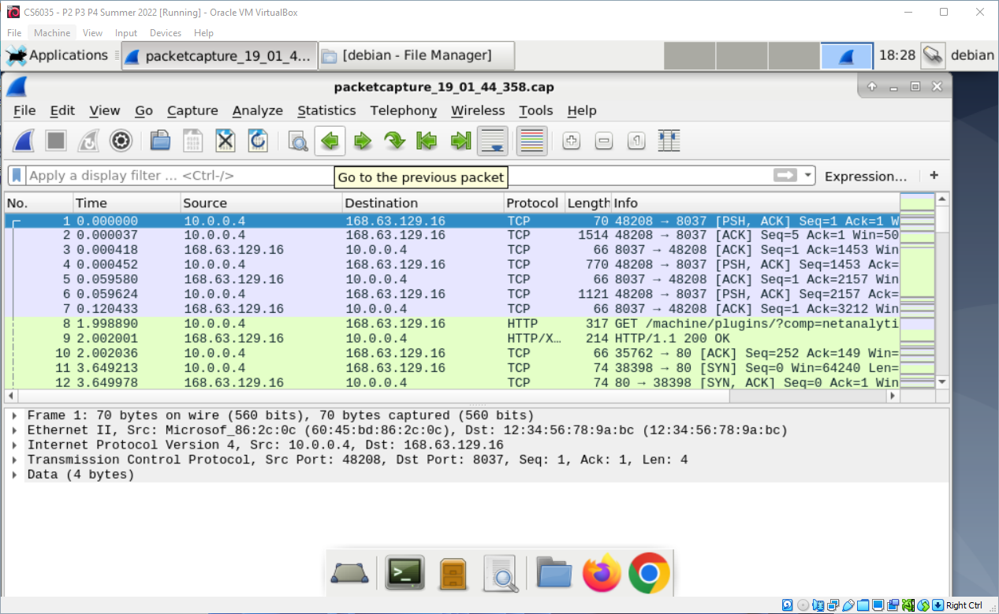 CS6035 - P2 P3 P4 Summer 2022 [Running] - Oracle VM VirtualBox
File Machine View Input Devices Help
Applications packetcapture_19_01_4... [debian - File Manager] 18:28 debian
packetcapture_19_01_44_358.cap
File Edit View Go Capture Analyze Statistics Telephony Wireless Tools Help
Apply a display filter ... <Ctrl-/> Expression... +
Go to the previous packet
No. Time Source Destination Protocol Length Info
1 0.000000 10.0.0.4 168.63.129.16 TCP 70 48208 → 8037 [PSH, ACK] Seq=1 Ack=1 W
2 0.000037 10.0.0.4 168.63.129.16 TCP 1514 48208 → 8037 [ACK] Seq=5 Ack=1 Win=50
3 0.000418 168.63.129.16 10.0.0.4 TCP 66 8037 → 48208 [ACK] Seq=1 Ack=1453 Win
4 0.000452 10.0.0.4 168.63.129.16 TCP 770 48208 → 8037 [PSH, ACK] Seq=1453 Ack=
5 0.059580 168.63.129.16 10.0.0.4 TCP 66 8037 → 48208 [ACK] Seq=1 Ack=2157 Win
6 0.059624 10.0.0.4 168.63.129.16 TCP 1121 48208 → 8037 [PSH, ACK] Seq=2157 Ack=
7 0.120433 168.63.129.16 10.0.0.4 TCP 66 8037 → 48208 [ACK] Seq=1 Ack=3212 Win
8 1.998890 10.0.0.4 168.63.129.16 HTTP 317 GET /machine/plugins/?comp=netanalyti
9 2.002001 168.63.129.16 10.0.0.4 HTTP/X... 214 HTTP/1.1 200 OK
10 2.002036 10.0.0.4 168.63.129.16 TCP 66 35762 → 80 [ACK] Seq=252 Ack=149 Win=
11 3.649213 10.0.0.4 168.63.129.16 TCP 74 38398 → 80 [SYN] Seq=0 Win=64240 Len=
12 3.649978 168.63.129.16 10.0.0.4 TCP 74 80 → 38398 [SYN, ACK] Seq=0 Ack=1 Win
Frame 1: 70 bytes on wire (560 bits), 70 bytes captured (560 bits)
Ethernet II, Src: Microsof_86:2c:0c (60:45:bd:86:2c:0c), Dst: 12:34:56:78:9a:bc (12:34:56:78:9a:bc)
Internet Protocol Version 4, Src: 10.0.0.4, Dst: 168.63.129.16
Transmission Control Protocol, Src Port: 48208, Dst Port: 8037, Seq: 1, Ack: 1, Len: 4
Data (4 bytes)
Right Ctrl